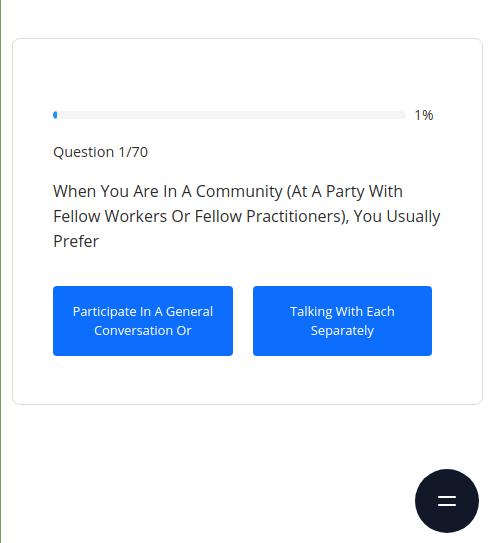 1%
Question 1/70
When You Are In A Community (At A Party With
Fellow Workers Or Fellow Practitioners), You Usually
Prefer
Participate In A General
Conversation Or
Talking With Each
Separately